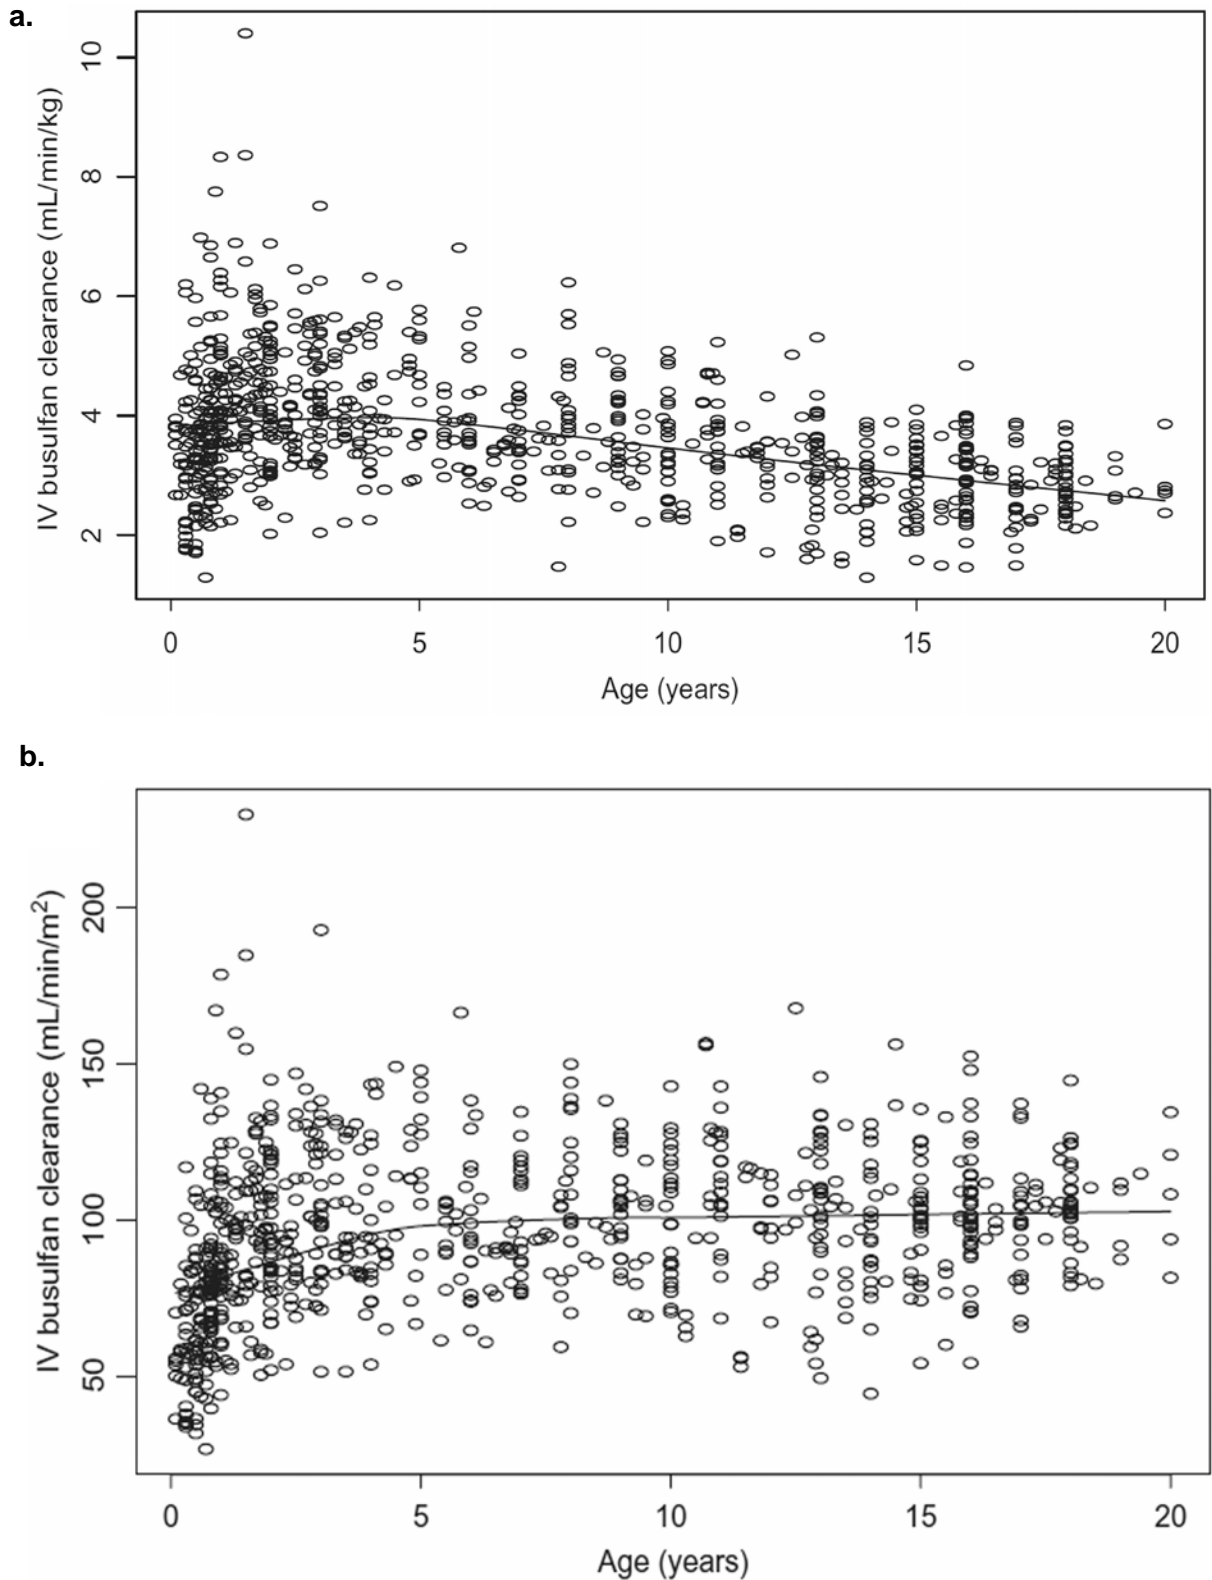 a.
IV busulfan clearance (mL/min/kg)
10
8
6
4
2
0 5 10 15 20
Age (years)
b.
IV busulfan clearance (mL/min/m²)
200
150
100
50
0 5 10 15 20
Age (years)